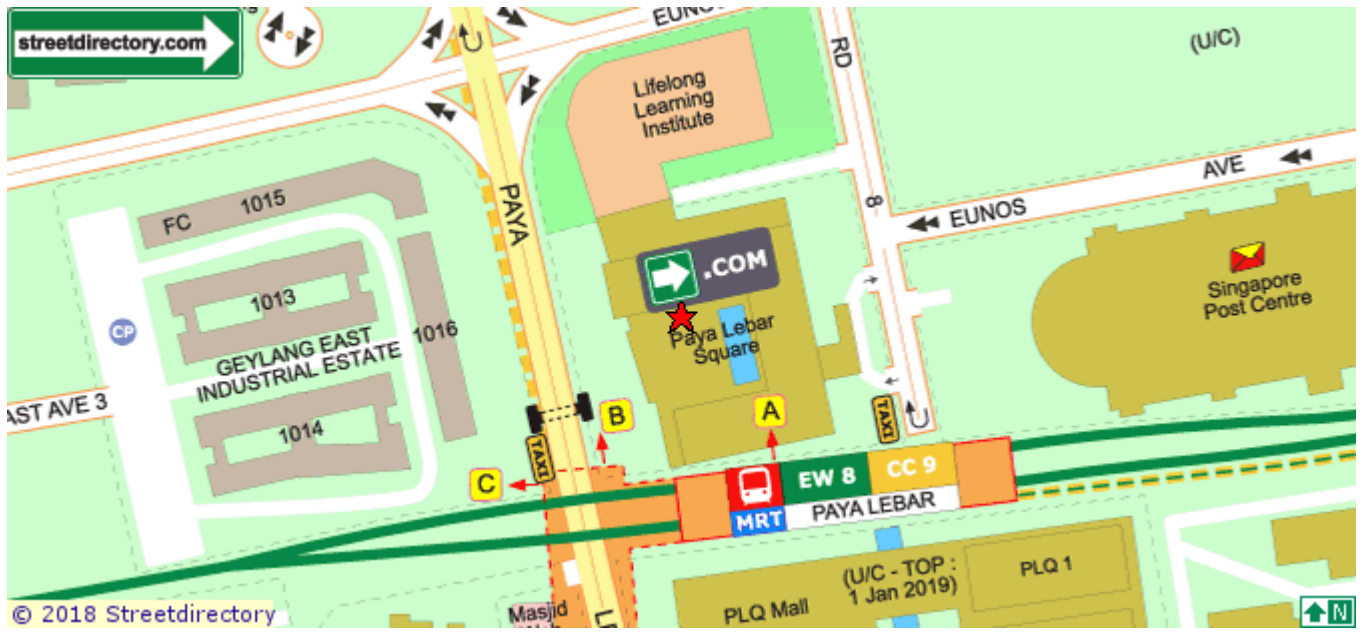 streetdirectory.com
EUNOS
(U/C)
RD
Lifelong
Learning
Institute
PAYA
8
AVE
EUNOS
FC
1015
1013
1016
GEYLANG EAST
INDUSTRIAL ESTATE
1014
CP
AST AVE 3
.COM
Paya Lebar
Square
Singapore
Post Centre
A
B
C
TAXI
TAXI
EW 8
CC 9
MRT
PAYA LEBAR
PLQ Mall
(U/C - TOP :
1 Jan 2019)
PLQ 1
Masjid
LE
© 2018 Streetdirectory
N